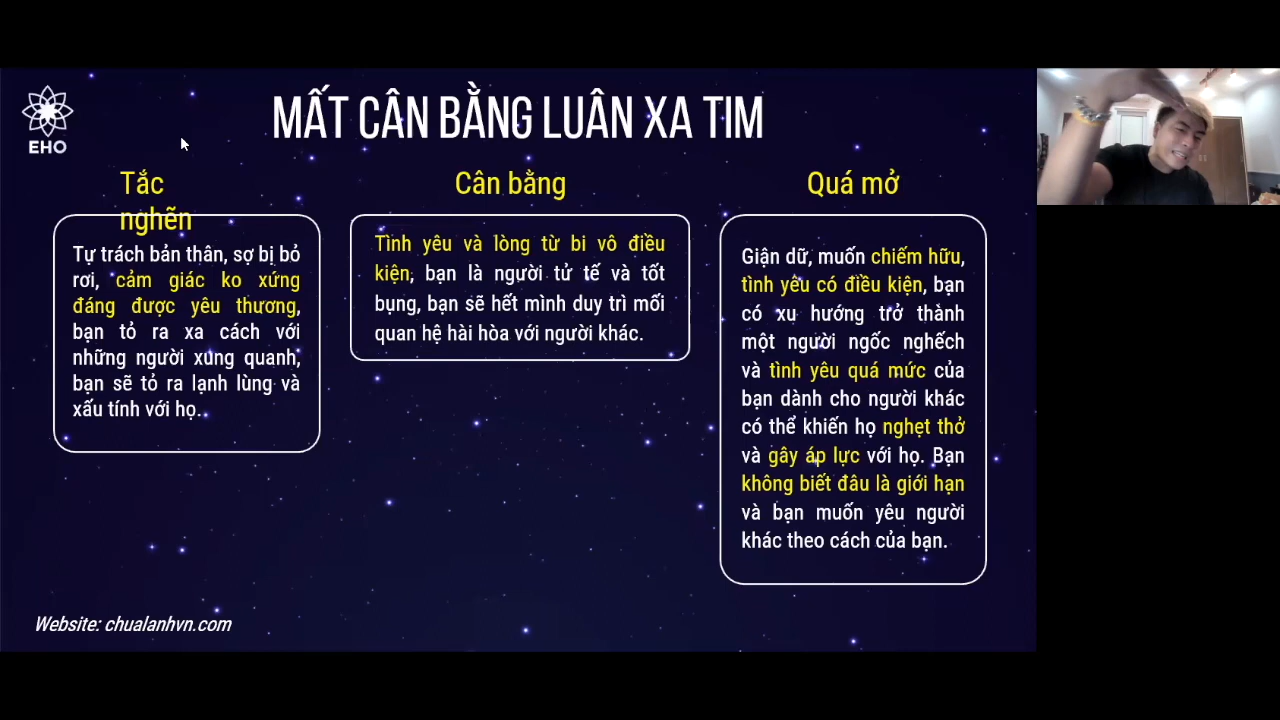 EHO
MẤT CÂN BẰNG LUÂN XA TIM
Tắc
nghẽn
Tự trách bản thân, sợ bị bỏ
rơi, cảm giác ko xứng
đáng được yêu thương,
bạn tỏ ra xa cách với
những người xung quanh,
bạn sẽ tỏ ra lạnh lùng và
xấu tính với họ.
Cân bằng
Tình yêu và lòng từ bi vô điều
kiện, bạn là người tử tế và tốt
bụng, bạn sẽ hết mình duy trì mối
quan hệ hài hòa với người khác.
Quá mở
Giận dữ, muốn chiếm hữu,
tình yêu có điều kiện, bạn
có xu hướng trở thành
một người ngốc nghếch
và tình yêu quá mức của
bạn dành cho người khác
có thể khiến họ nghẹt thở
và gây áp lực với họ. Bạn
không biết đâu là giới hạn
và bạn muốn yêu người
khác theo cách của bạn.
Website: chualanhvn.com